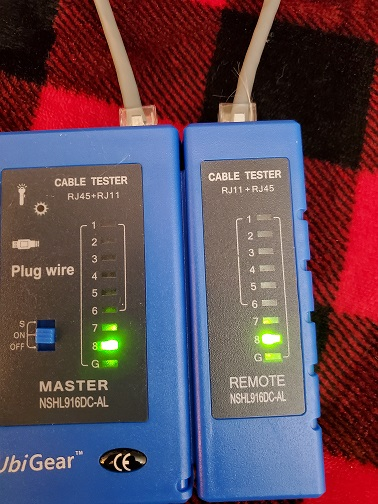 CABLE TESTER
RJ45+RJ11
1
2
3
4
5
6
7
8
G
Plug wire
S
ON
OFF
MASTER
NSHL916DC-AL
UbiGear™
CE
CABLE TESTER
RJ11+RJ45
1
2
3
4
5
6
7
8
G
REMOTE
NSHL916DC-AL